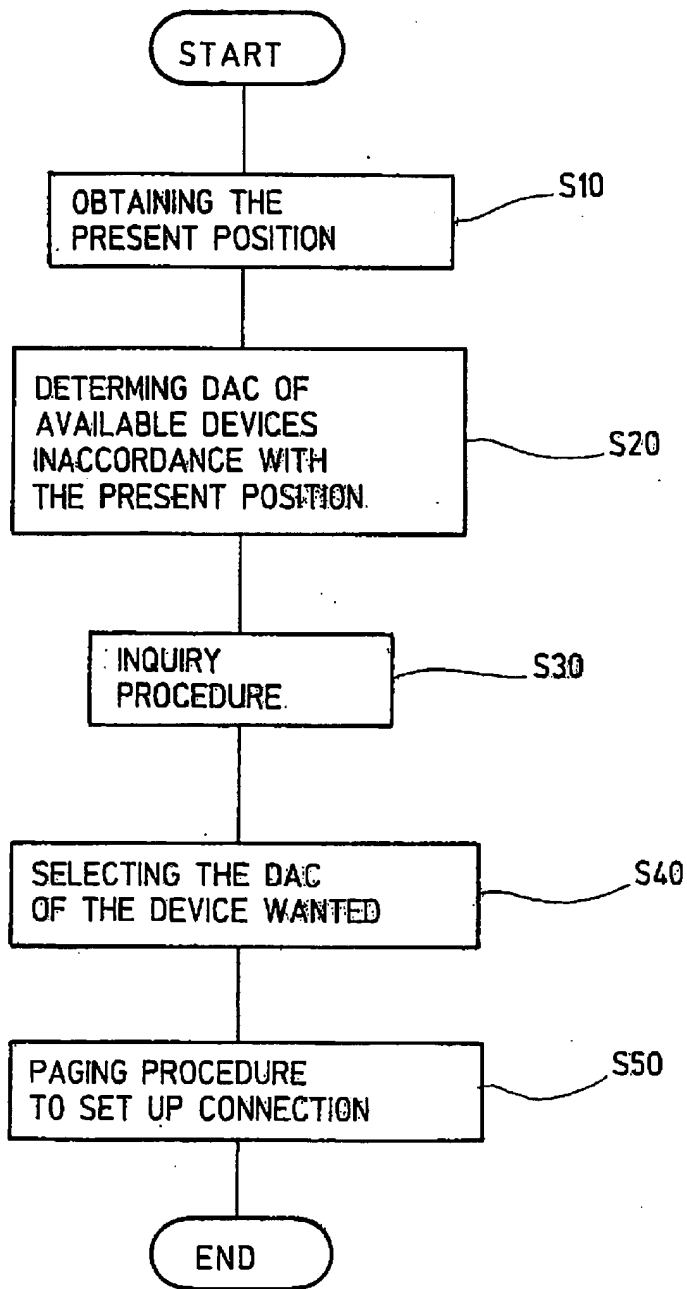 START
OBTAINING THE
PRESENT POSITION
S10
DETERMING DAC OF
AVAILABLE DEVICES
INACCORDANCE WITH
THE PRESENT POSITION.
S20
INQUIRY
PROCEDURE.
S30
SELECTING THE DAC
OF THE DEVICE WANTED
S40
PAGING PROCEDURE
TO SET UP CONNECTION
S50
END